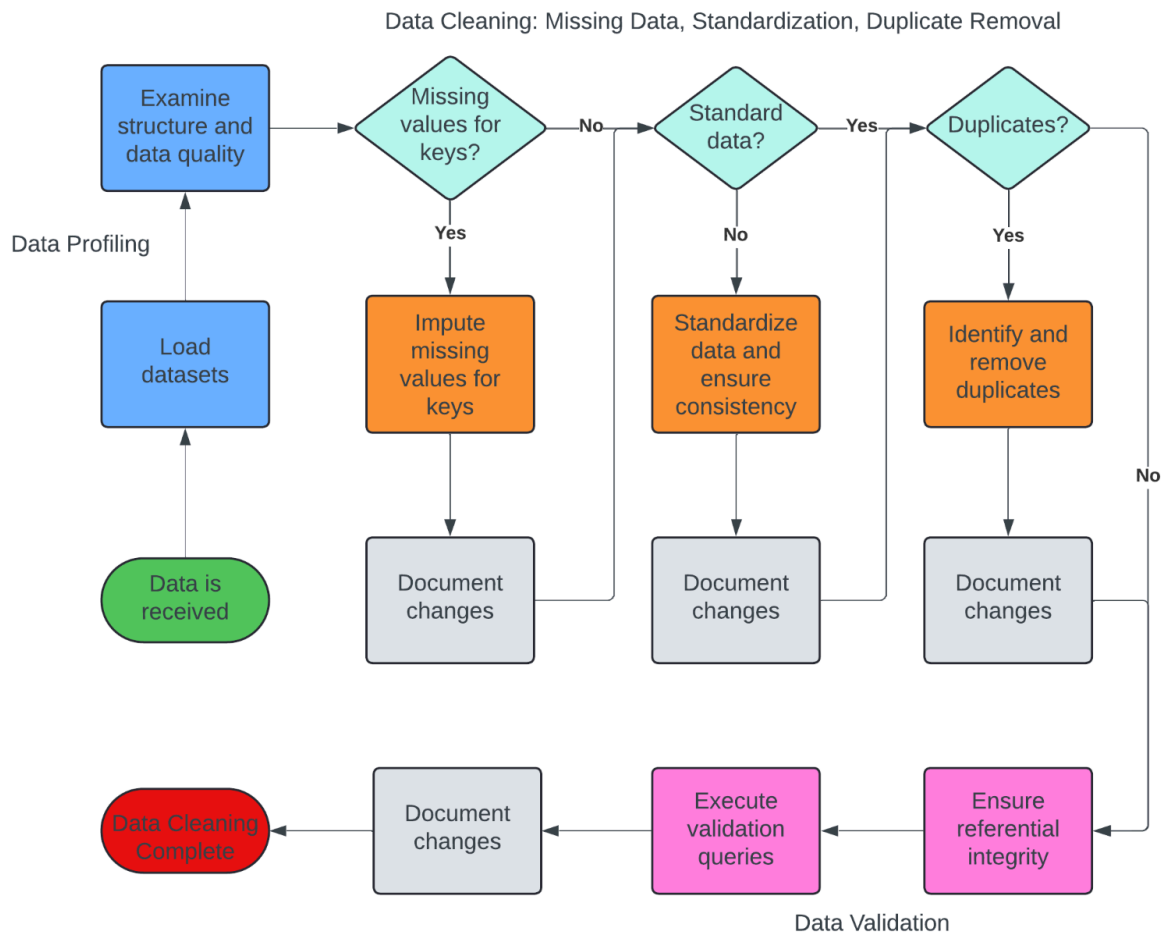 Data Cleaning: Missing Data, Standardization, Duplicate Removal
Examine
structure and
data quality
Missing
values for
keys?
No
Standard
data?
Yes
Duplicates?
Data Profiling
Yes
No
Yes
Load
datasets
Impute
missing
values for
keys
Standardize
data and
ensure
consistency
Identify and
remove
duplicates
No
Data is
received
Document
changes
Document
changes
Document
changes
Data Cleaning
Complete
Document
changes
Execute
validation
queries
Ensure
referential
integrity
Data Validation